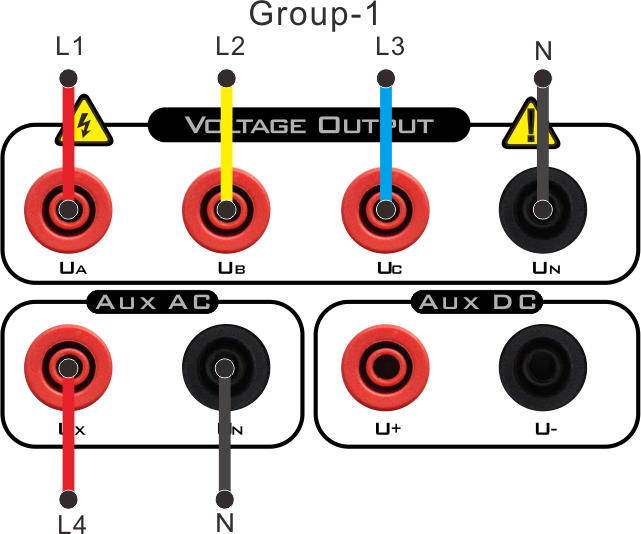 Group-1
L1 L2 L3 N
VOLTAGE OUTPUT
UA UB UC UN
AUX AC AUX DC
UX UN U+ U-
L4 N